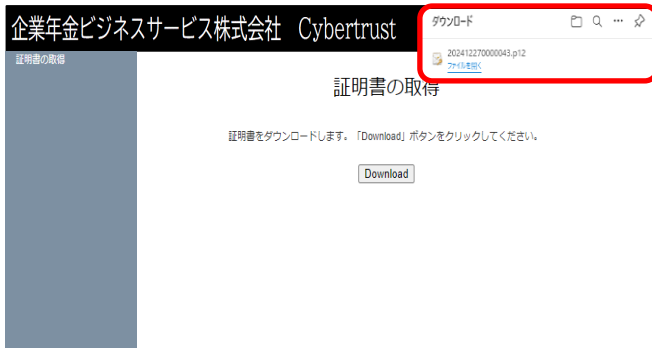 企業年金ビジネスサービス株式会社 Cybertrust
ダウンロード
202412270000043.p12
ファイルを開く
証明書の取得
証明書の取得
証明書をダウンロードします。「Download」ボタンをクリックしてください。
Download